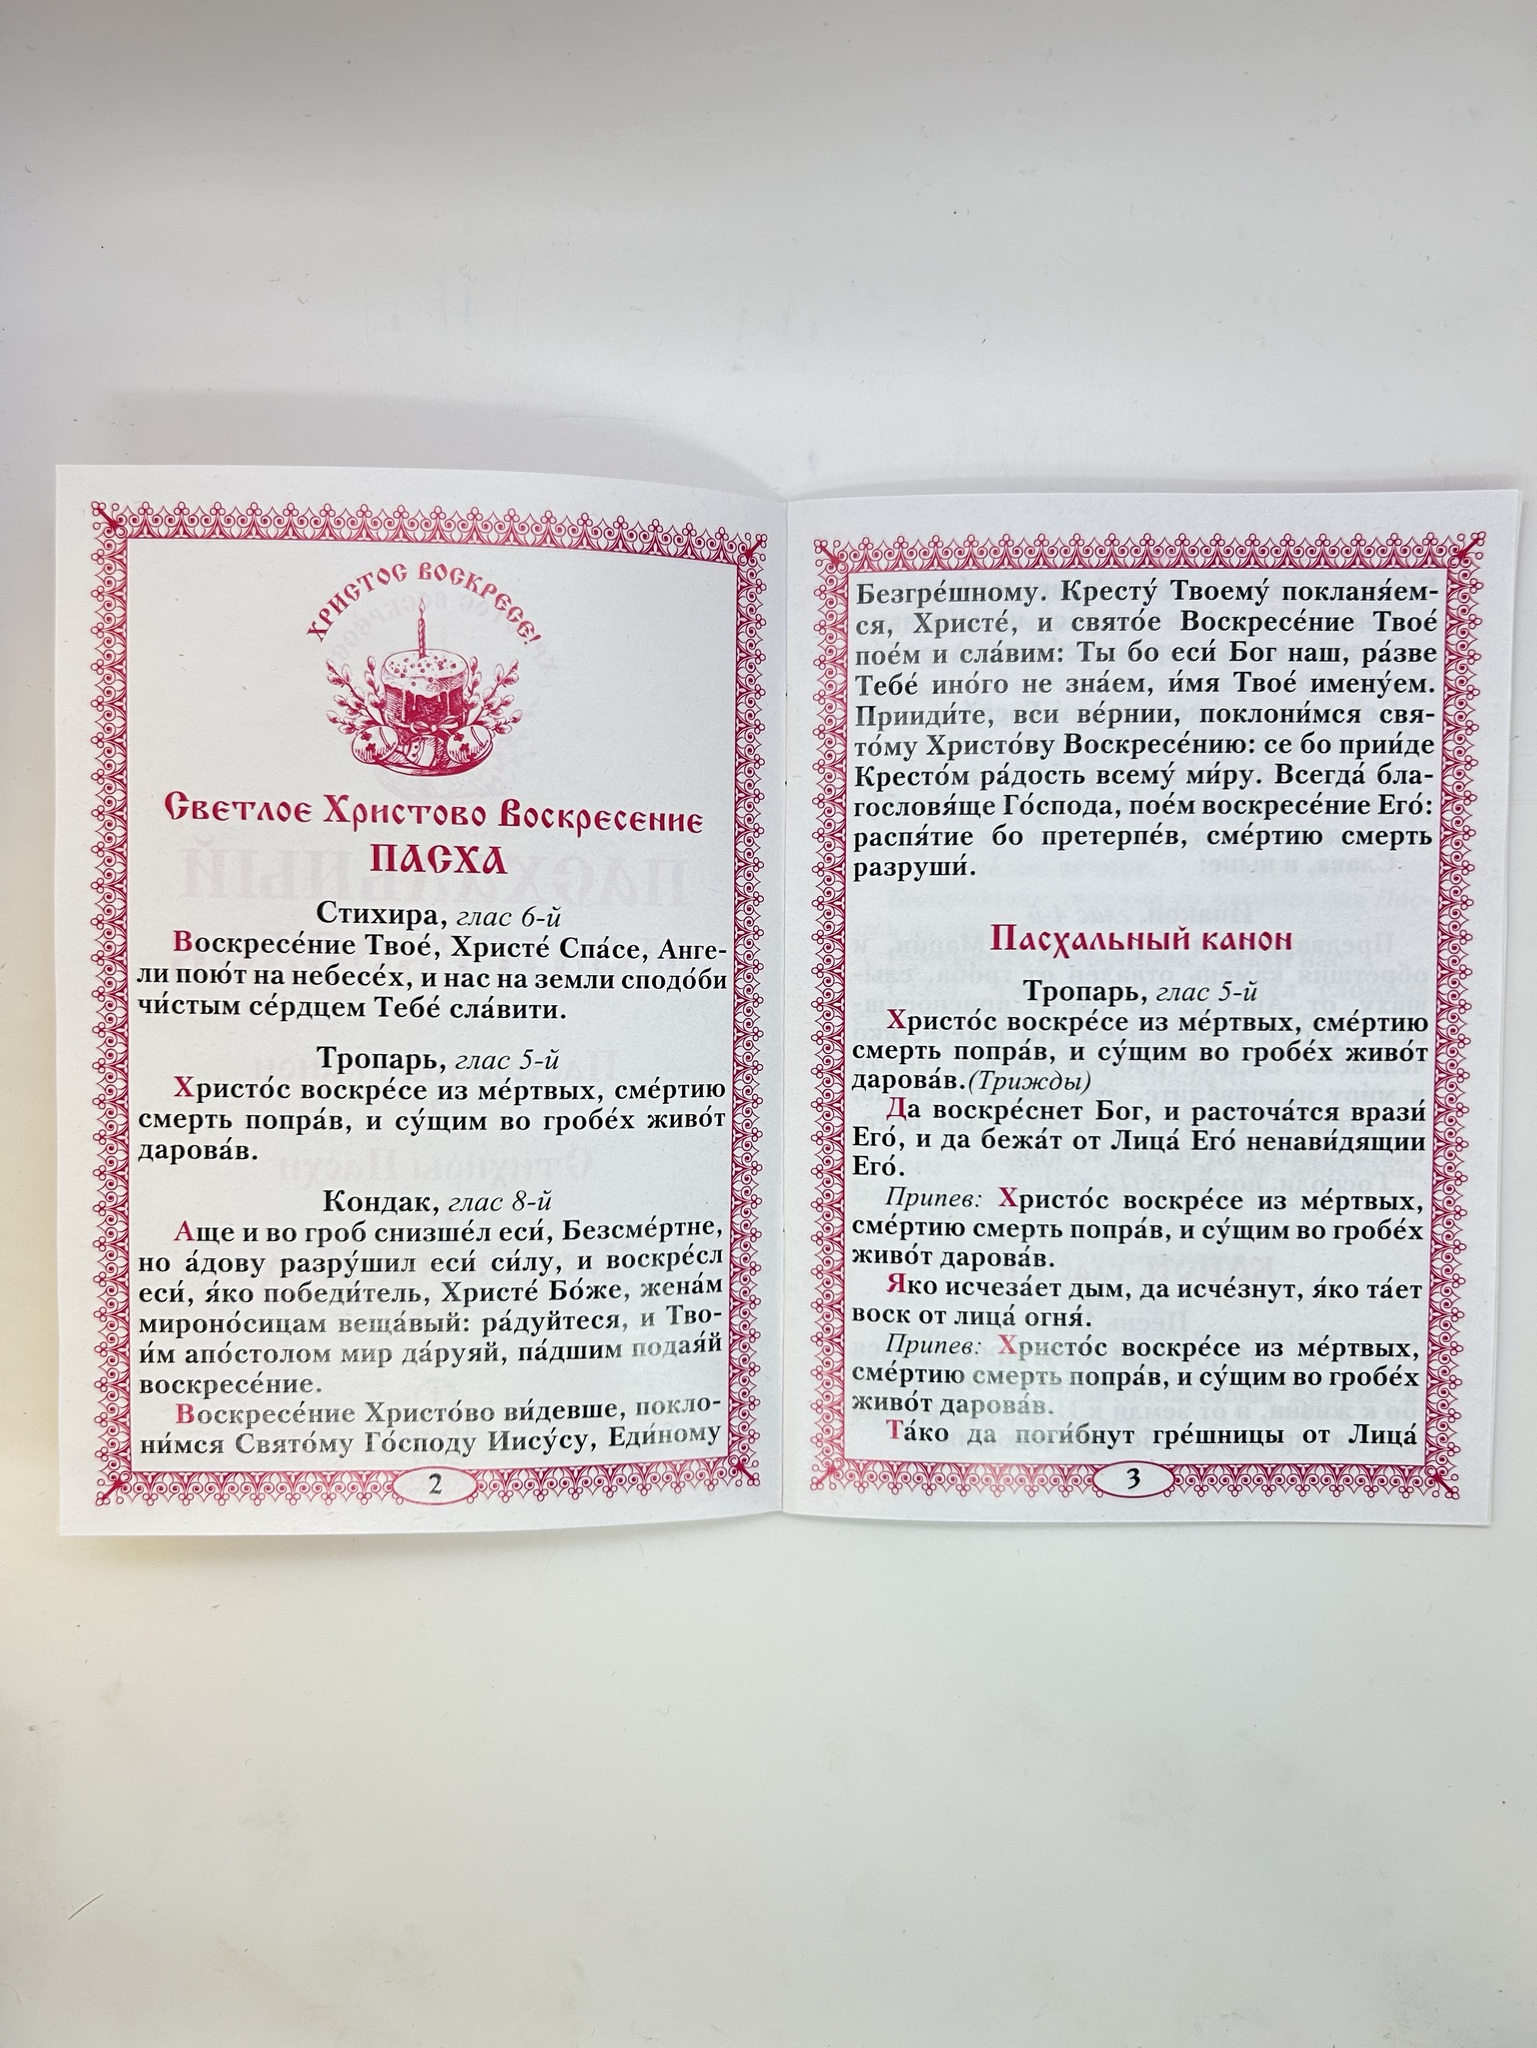 ХРИСТОС ВОСКРЕСЕ!
Светлое Христово Воскресение
ПАСХА
Стихира, глас 6-й
Воскресе́ние Твое́, Христе́ Спа́се, Анге-
ли пою́т на небесе́х, и нас на земли сподо́би
чи́стым се́рдцем Тебе́ сла́вити.
Тропарь, глас 5-й
Христо́с воскре́се из ме́ртвых, сме́ртию
смерть попра́в, и су́щим во гробе́х живо́т
дарова́в.
Кондак, глас 8-й
Аще и во гроб снизше́л еси́, Безсме́ртне,
но а́дову разру́шил еси́ си́лу, и воскре́сл
еси́, я́ко победи́тель, Христе́ Бо́же, жена́м
мироно́сицам веща́вый: ра́дуйтеся, и Тво-
и́м апо́столом мир да́руяй, па́дшим подая́й
воскресе́ние.
Воскресе́ние Христо́во ви́девше, покло-
ни́мся Свято́му Го́споду Иису́су, Еди́ному
2
Безгре́шному. Кресту́ Твоему́ покланя́ем-
ся, Христе́, и свято́е Воскресе́ние Твое́
пое́м и сла́вим: Ты бо еси́ Бог наш, ра́зве
Тебе́ ино́го не зна́ем, и́мя Твое́ имену́ем.
Прииди́те, вси ве́рнии, поклони́мся свя-
то́му Христо́ву Воскресе́нию: се бо прии́де
Кресто́м ра́дость всему́ ми́ру. Всегда́ бла-
гословя́ще Го́спода, пое́м воскресе́ние Его́:
распя́тие бо претерпе́в, сме́ртию смерть
разруши́.
Пасхальный канон
Тропарь, глас 5-й
Христо́с воскре́се из ме́ртвых, сме́ртию
смерть попра́в, и су́щим во гробе́х живо́т
дарова́в.(Трижды)
Да воскре́снет Бог, и расточа́тся врази́
Его́, и да бежа́т от Лица́ Его́ ненави́дящии
Его́.
Припев: Христо́с воскре́се из ме́ртвых,
сме́ртию смерть попра́в, и су́щим во гробе́х
живо́т дарова́в.
Яко исчеза́ет дым, да исче́знут, я́ко та́ет
воск от лица́ огня́.
Припев: Христо́с воскре́се из ме́ртвых,
сме́ртию смерть попра́в, и су́щим во гробе́х
живо́т дарова́в.
Та́ко да поги́бнут гре́шницы от Лица́
3